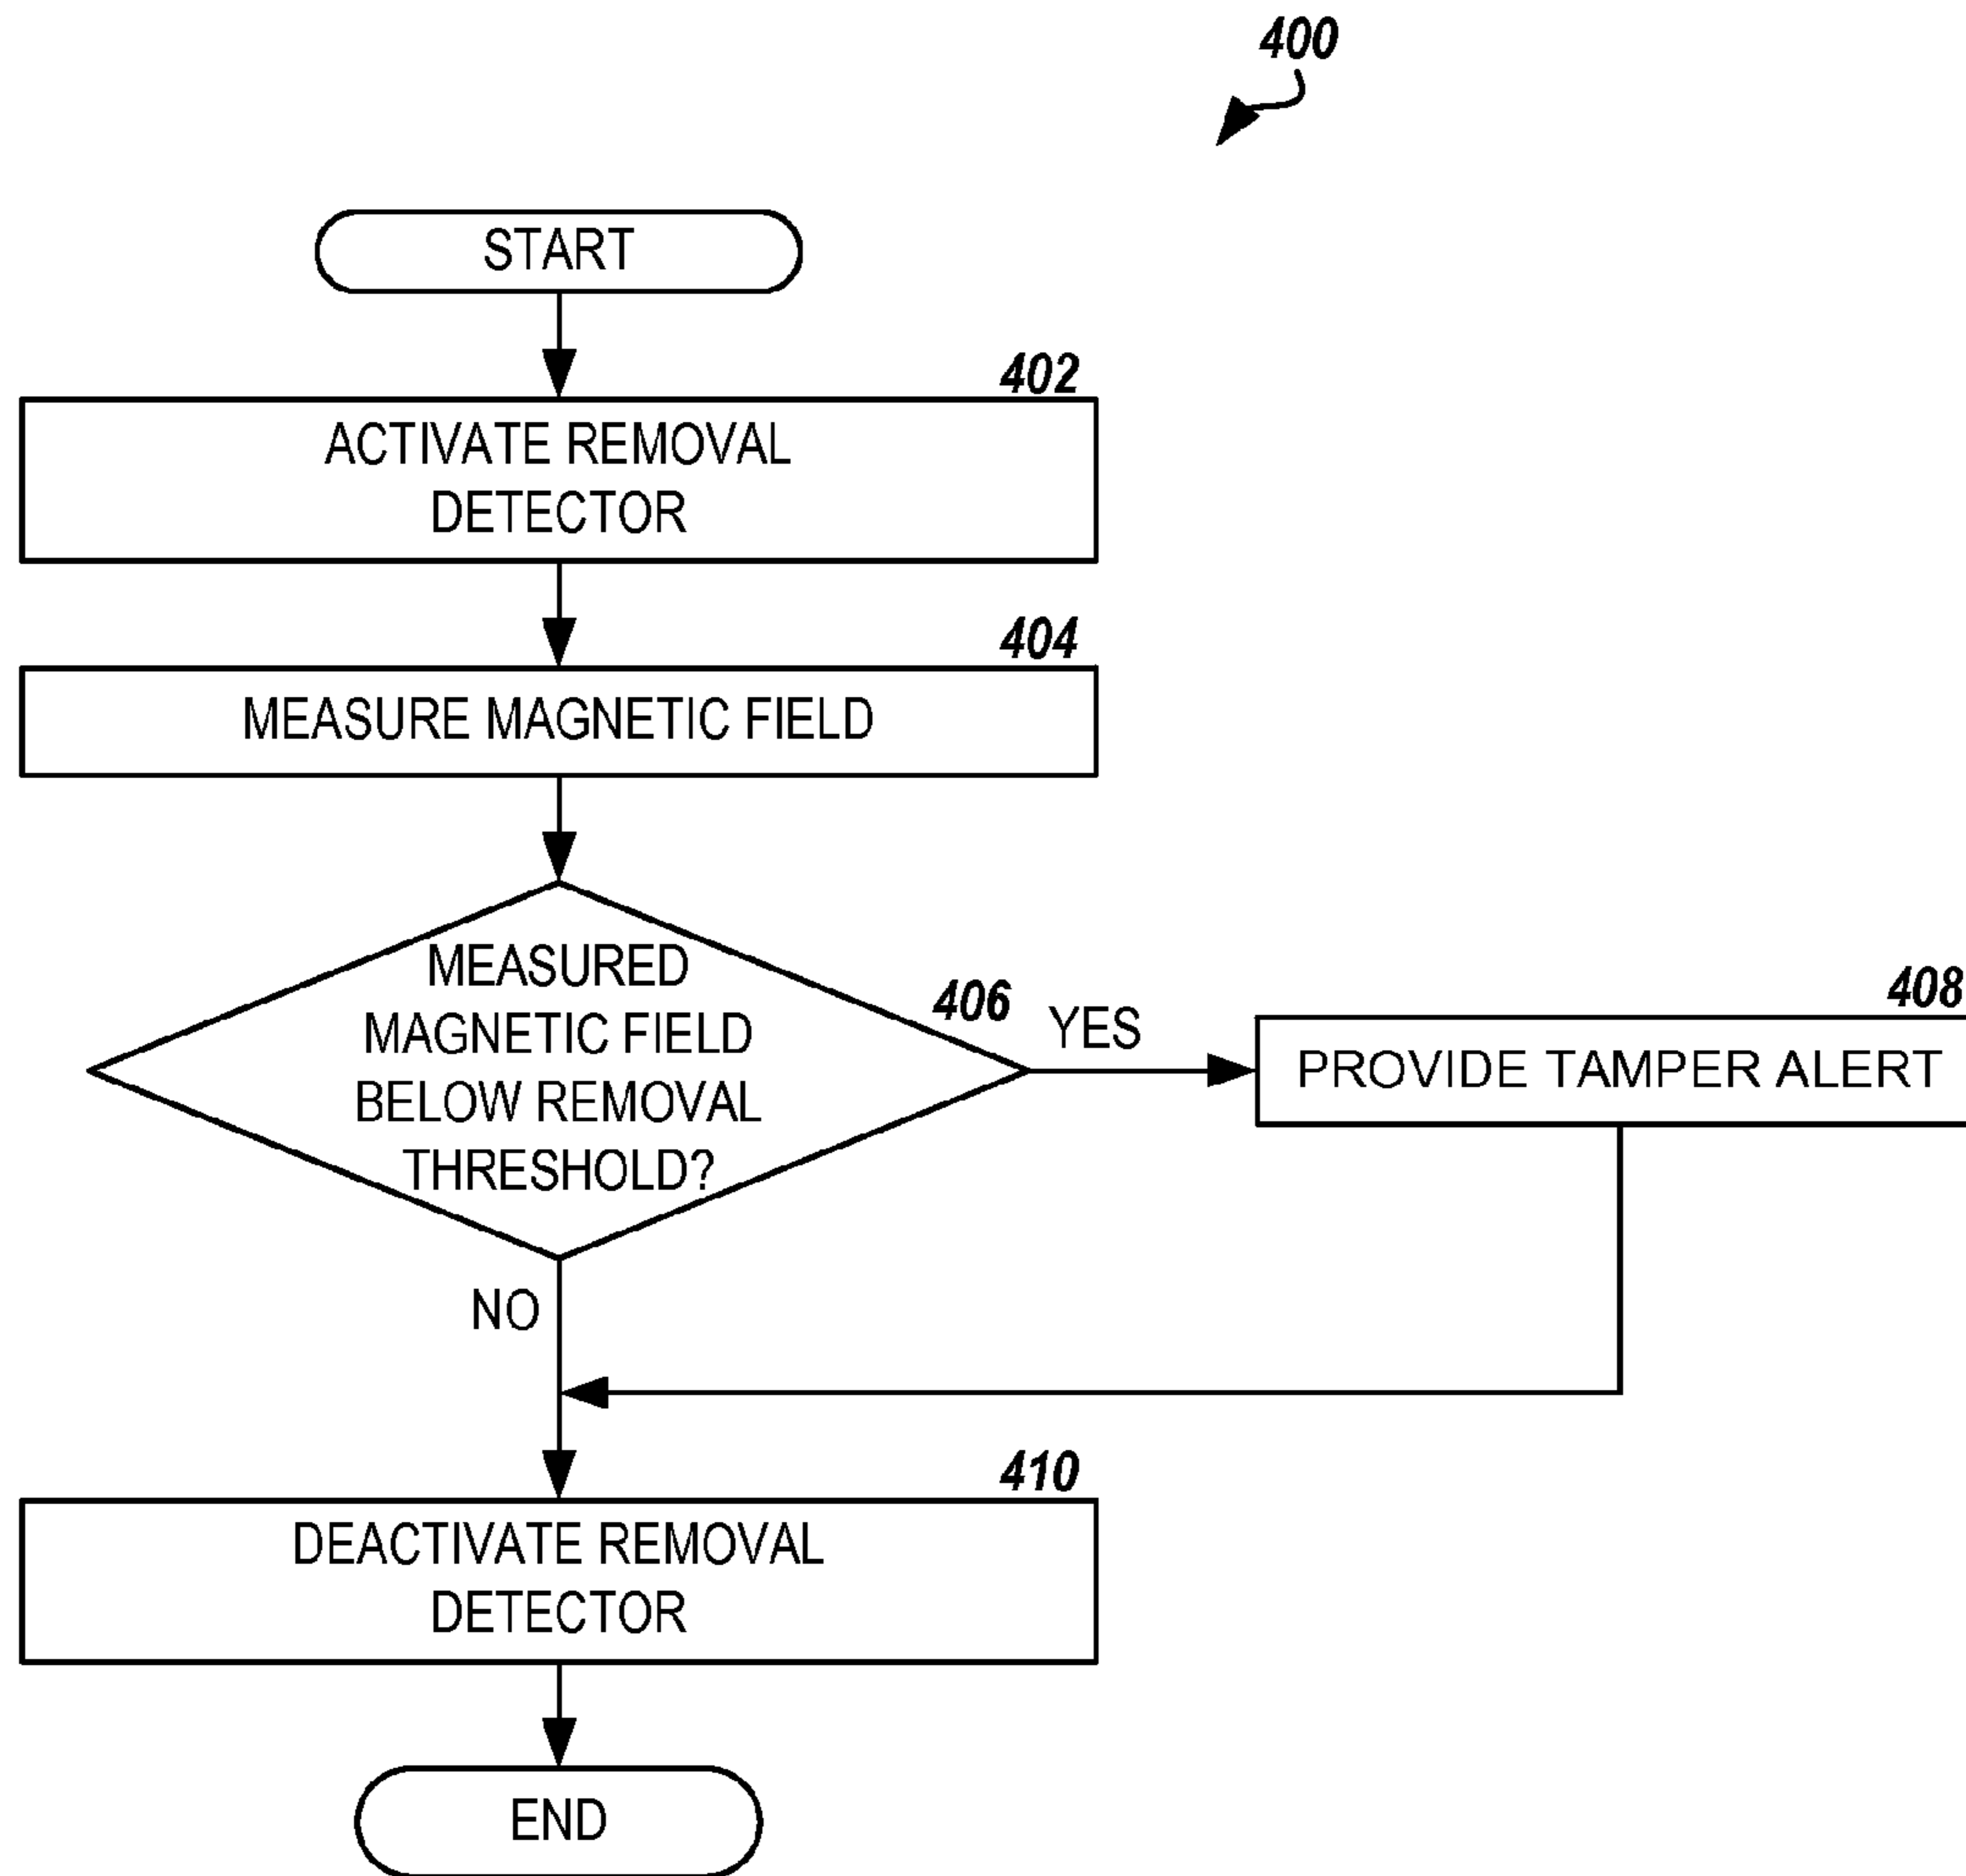 400
START
402
ACTIVATE REMOVAL
DETECTOR
404
MEASURE MAGNETIC FIELD
MEASURED
MAGNETIC FIELD
BELOW REMOVAL
THRESHOLD?
406
YES
408
PROVIDE TAMPER ALERT
NO
410
DEACTIVATE REMOVAL
DETECTOR
END